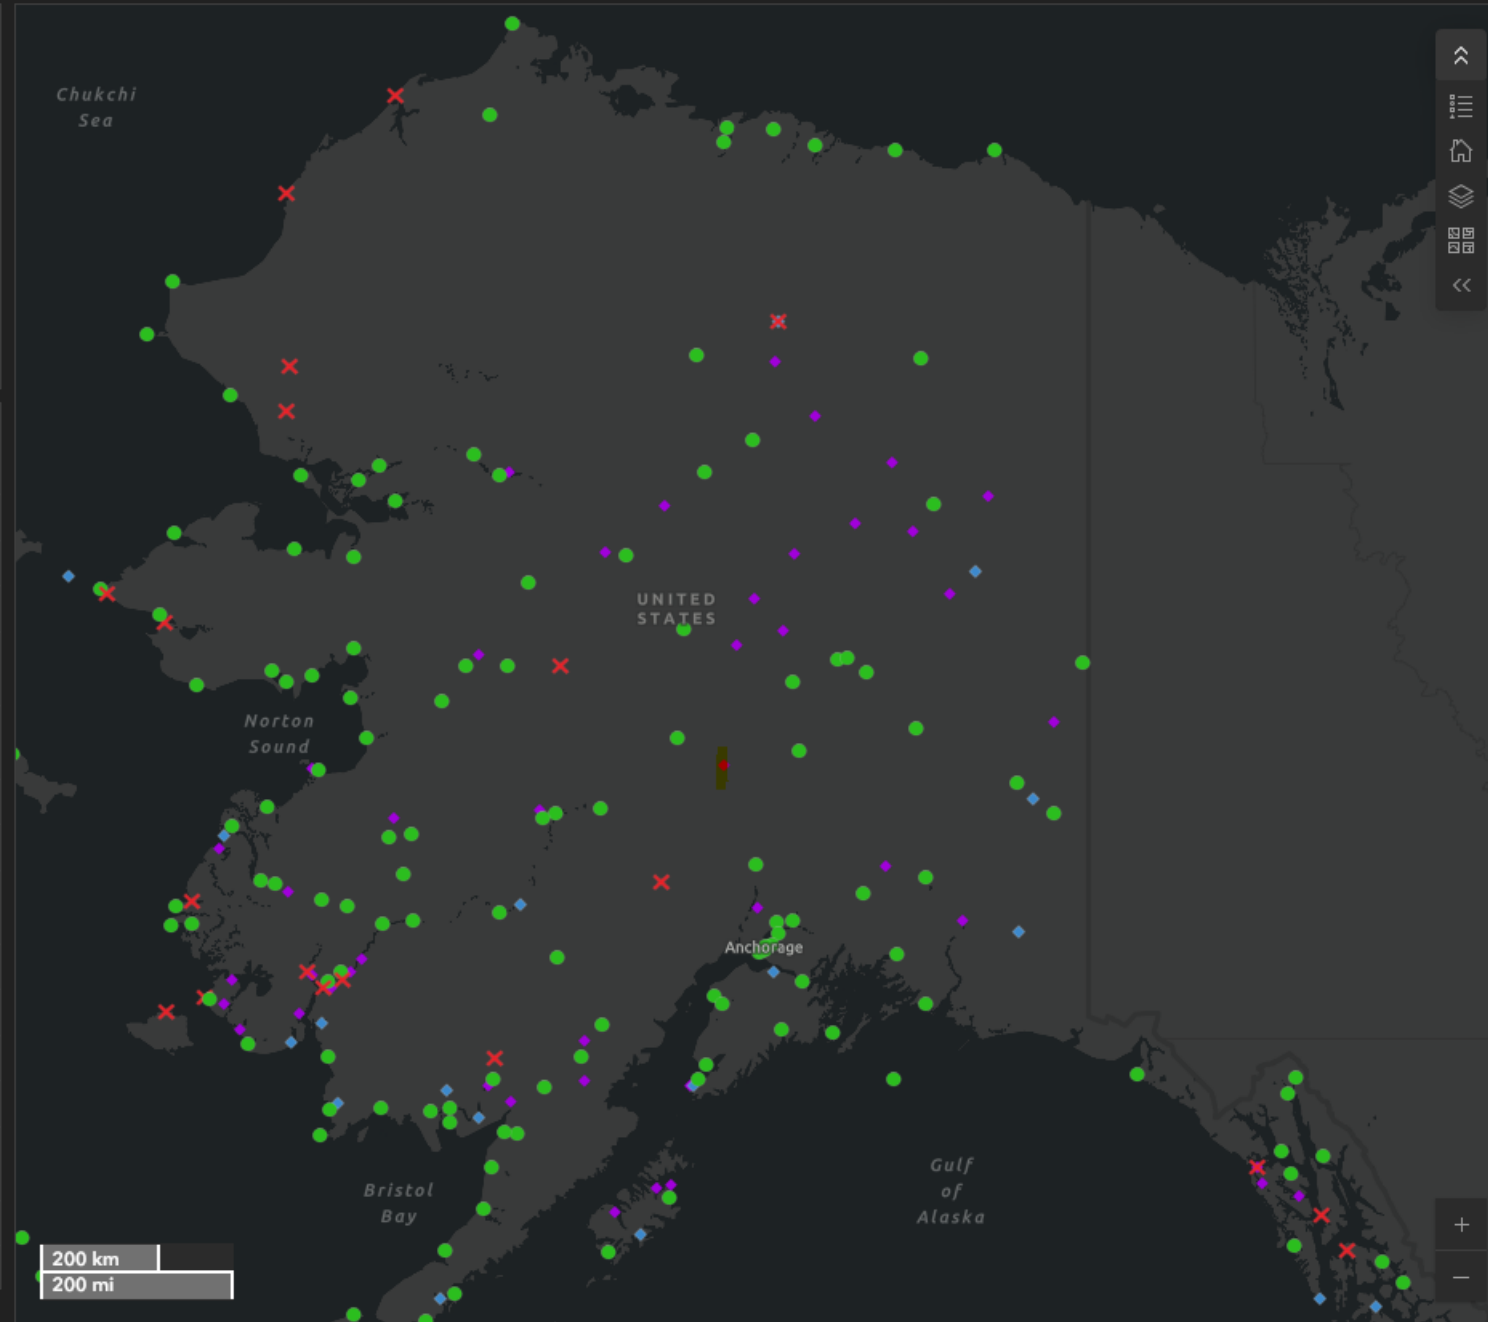 Chukchi
Sea
UNITED
STATES
Norton
Sound
Anchorage
Gulf
of
Alaska
Bristol
Bay
200 km
200 mi